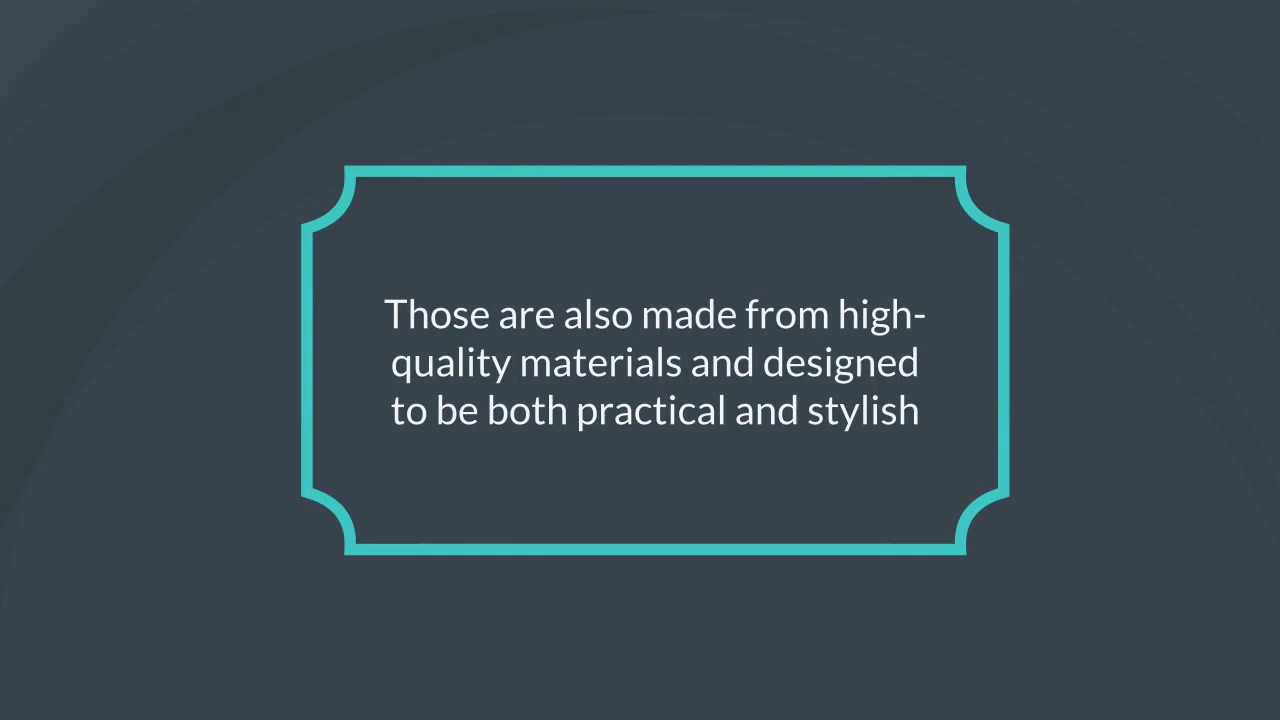 Those are also made from high-
quality materials and designed
to be both practical and stylish